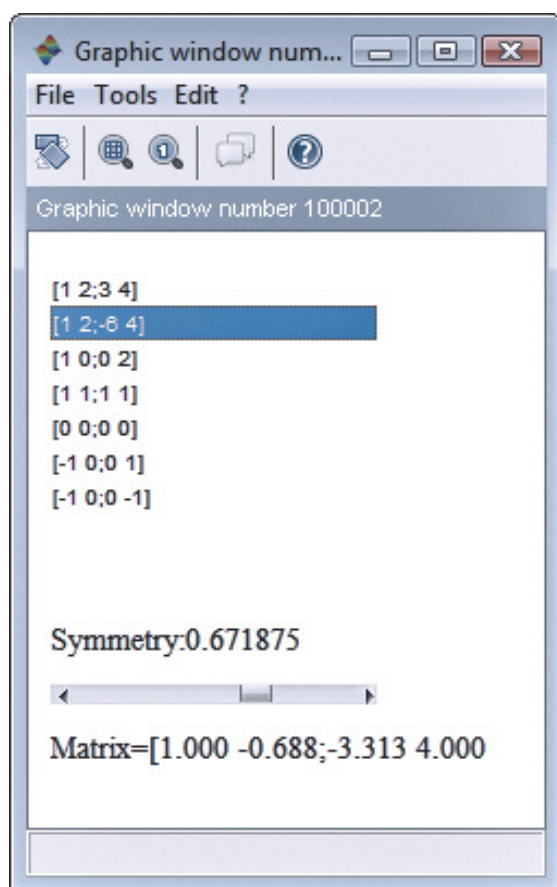 Graphic window num...
File Tools Edit ?
1
?
Graphic window number 100002
[1 2;3 4]
[1 2;-6 4]
[1 0;0 2]
[1 1;1 1]
[0 0;0 0]
[-1 0;0 1]
[-1 0;0 -1]
Symmetry:0.671875
Matrix=[1.000 -0.688;-3.313 4.000